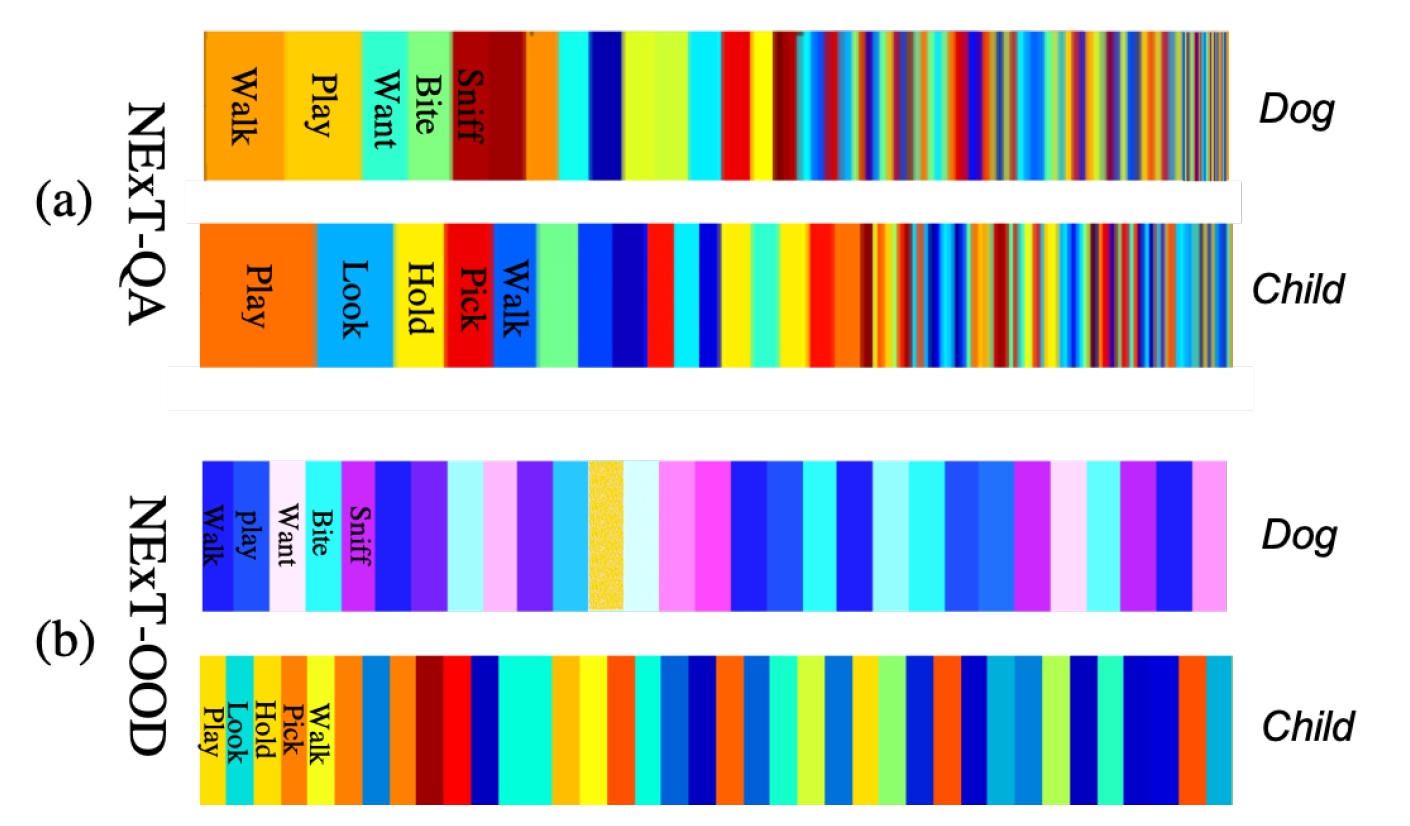 (a)
NExT-QA
Walk
Play
Want
Bite
Sniff
Dog
Play
Look
Hold
Pick
Walk
Child
(b)
NExT-OOD
Walk
play
Want
Bite
Sniff
Dog
Play
Look
Hold
Pick
Walk
Child